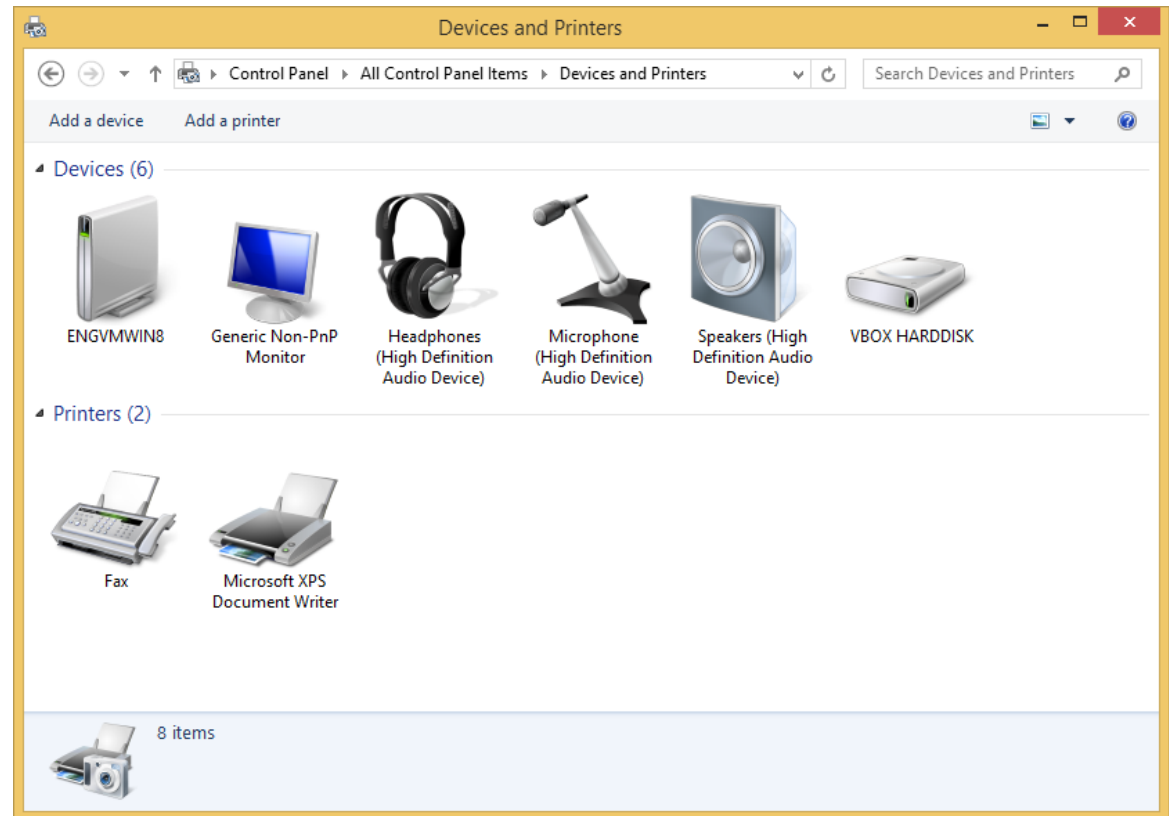 Devices and Printers
Control Panel All Control Panel Items Devices and Printers Search Devices and Printers
Add a device Add a printer
Devices (6)
ENGVMWIN8 Generic Non-PnP Headphones Microphone Speakers (High VBOX HARDDISK
Monitor (High Definition (High Definition Definition Audio
Audio Device) Audio Device) Device)
Printers (2)
Fax Microsoft XPS
Document Writer
8 items